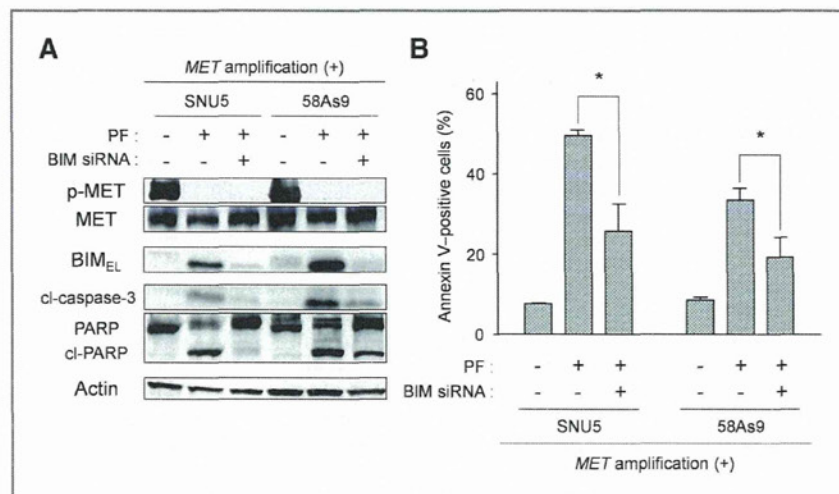 A
MET amplification (+)
SNU5 58As9
PF : - + + - + +
BIM siRNA : - - + - - +
p-MET
MET
BIMEL
cl-caspase-3
PARP
cl-PARP
Actin
B
Annexin V-positive cells (%)
60
40
20
0
* *
PF : - + + - + +
BIM siRNA : - - + - - +
SNU5 58As9
MET amplification (+)